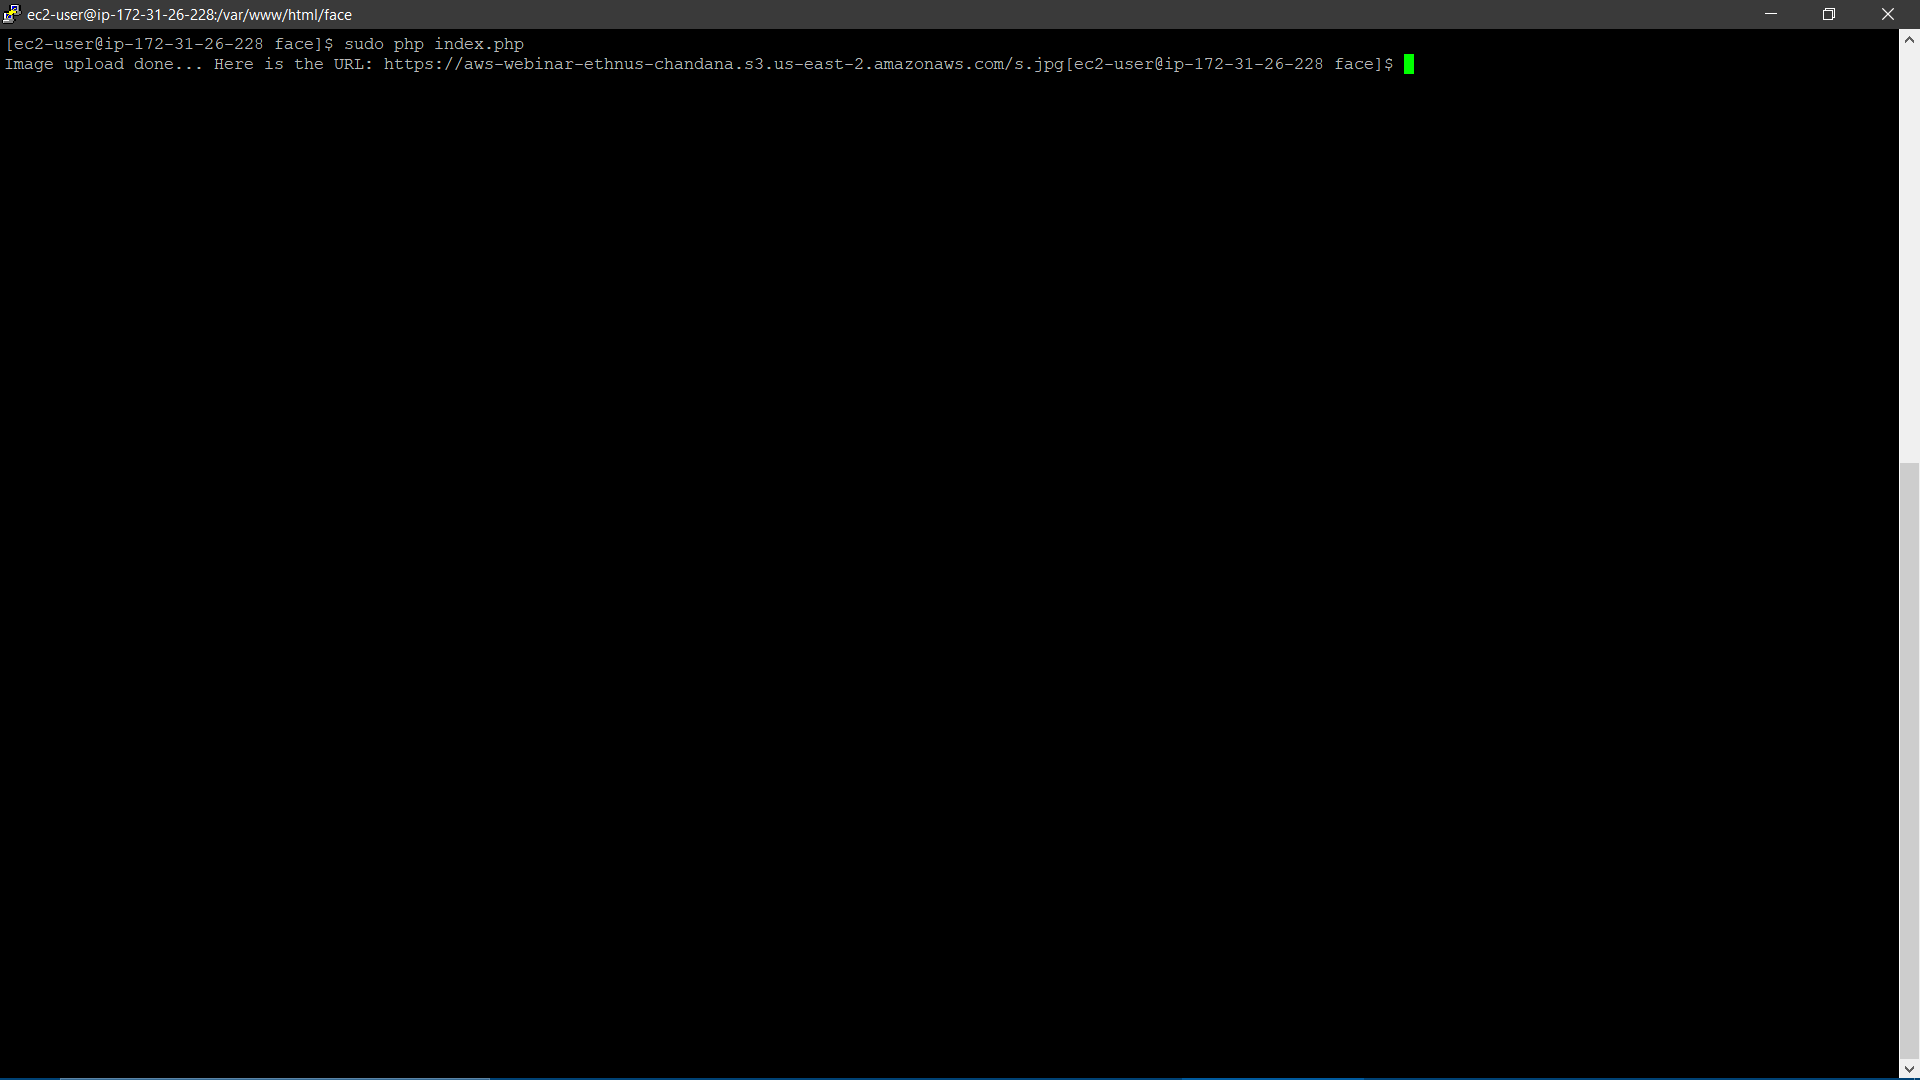 ec2-user@ip-172-31-26-228:/var/www/html/face
[ec2-user@ip-172-31-26-228 face]$ sudo php index.php
Image upload done... Here is the URL: https://aws-webinar-ethnus-chandana.s3.us-east-2.amazonaws.com/s.jpg[ec2-user@ip-172-31-26-228 face]$